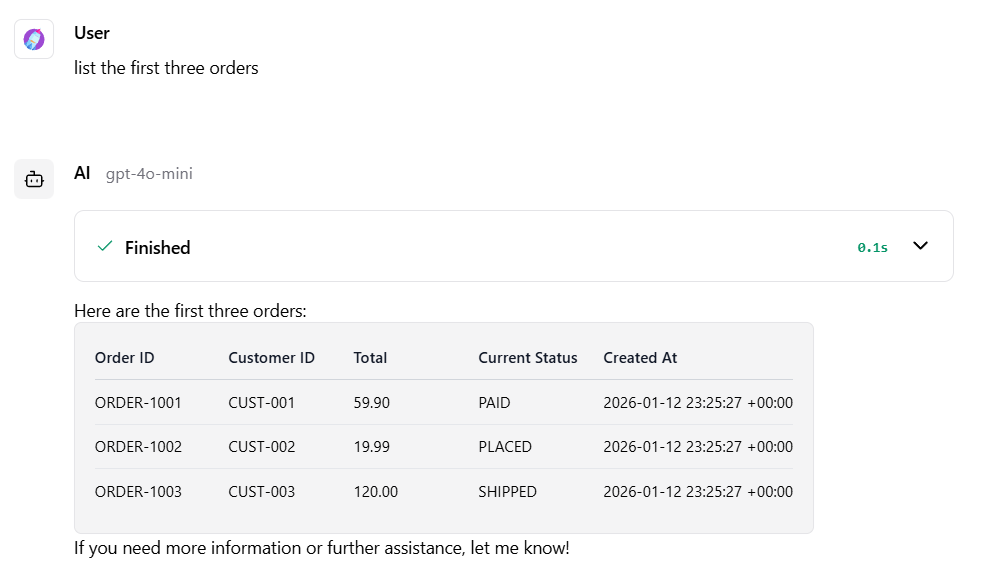 User
list the first three orders
AI gpt-4o-mini
Finished 0.1s
Here are the first three orders:
Order ID Customer ID Total Current Status Created At
ORDER-1001 CUST-001 59.90 PAID 2026-01-12 23:25:27 +00:00
ORDER-1002 CUST-002 19.99 PLACED 2026-01-12 23:25:27 +00:00
ORDER-1003 CUST-003 120.00 SHIPPED 2026-01-12 23:25:27 +00:00
If you need more information or further assistance, let me know!